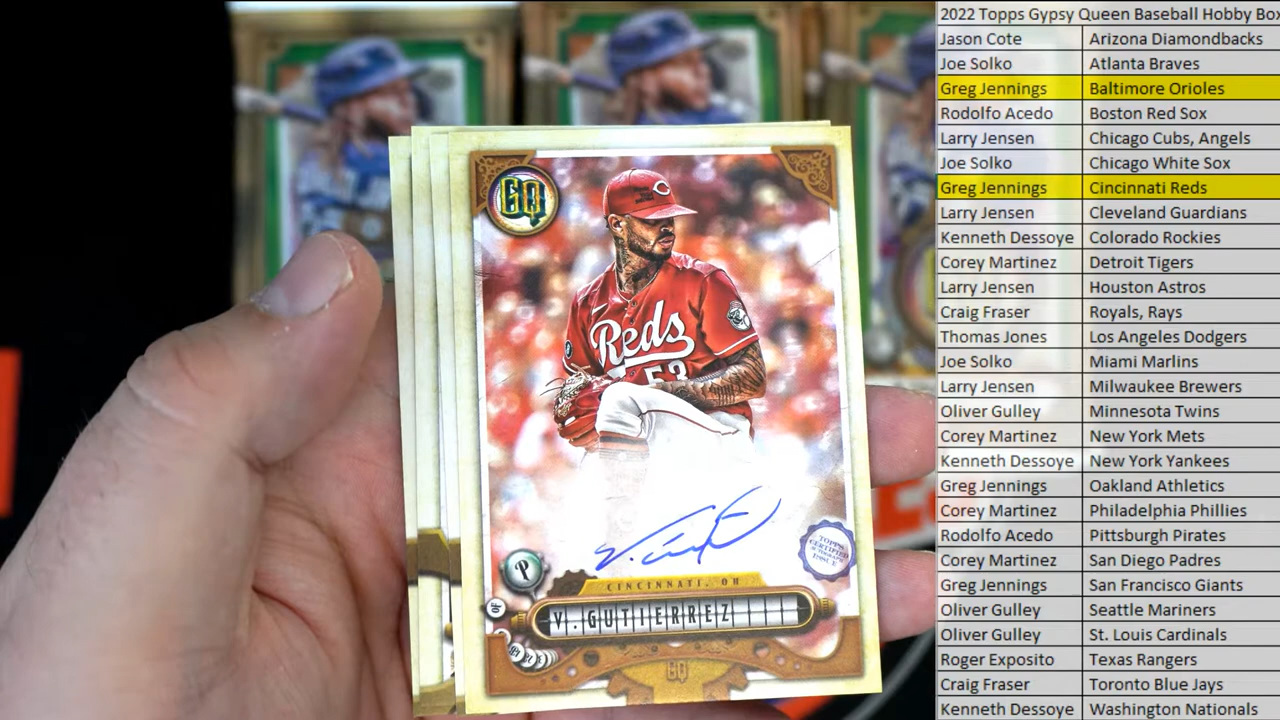 GQ
C
Reds
53
TOPPS
CERTIFIED
AUTOGRAPH
ISSUE
P
CINCINNATI, OH
OF
V.GUTIERREZ
GQ
2022 Topps Gypsy Queen Baseball Hobby Box
Jason Cote Arizona Diamondbacks
Joe Solko Atlanta Braves
Greg Jennings Baltimore Orioles
Rodolfo Acedo Boston Red Sox
Larry Jensen Chicago Cubs, Angels
Joe Solko Chicago White Sox
Greg Jennings Cincinnati Reds
Larry Jensen Cleveland Guardians
Kenneth Dessoye Colorado Rockies
Corey Martinez Detroit Tigers
Larry Jensen Houston Astros
Craig Fraser Royals, Rays
Thomas Jones Los Angeles Dodgers
Joe Solko Miami Marlins
Larry Jensen Milwaukee Brewers
Oliver Gulley Minnesota Twins
Corey Martinez New York Mets
Kenneth Dessoye New York Yankees
Greg Jennings Oakland Athletics
Corey Martinez Philadelphia Phillies
Rodolfo Acedo Pittsburgh Pirates
Corey Martinez San Diego Padres
Greg Jennings San Francisco Giants
Oliver Gulley Seattle Mariners
Oliver Gulley St. Louis Cardinals
Roger Exposito Texas Rangers
Craig Fraser Toronto Blue Jays
Kenneth Dessoye Washington Nationals